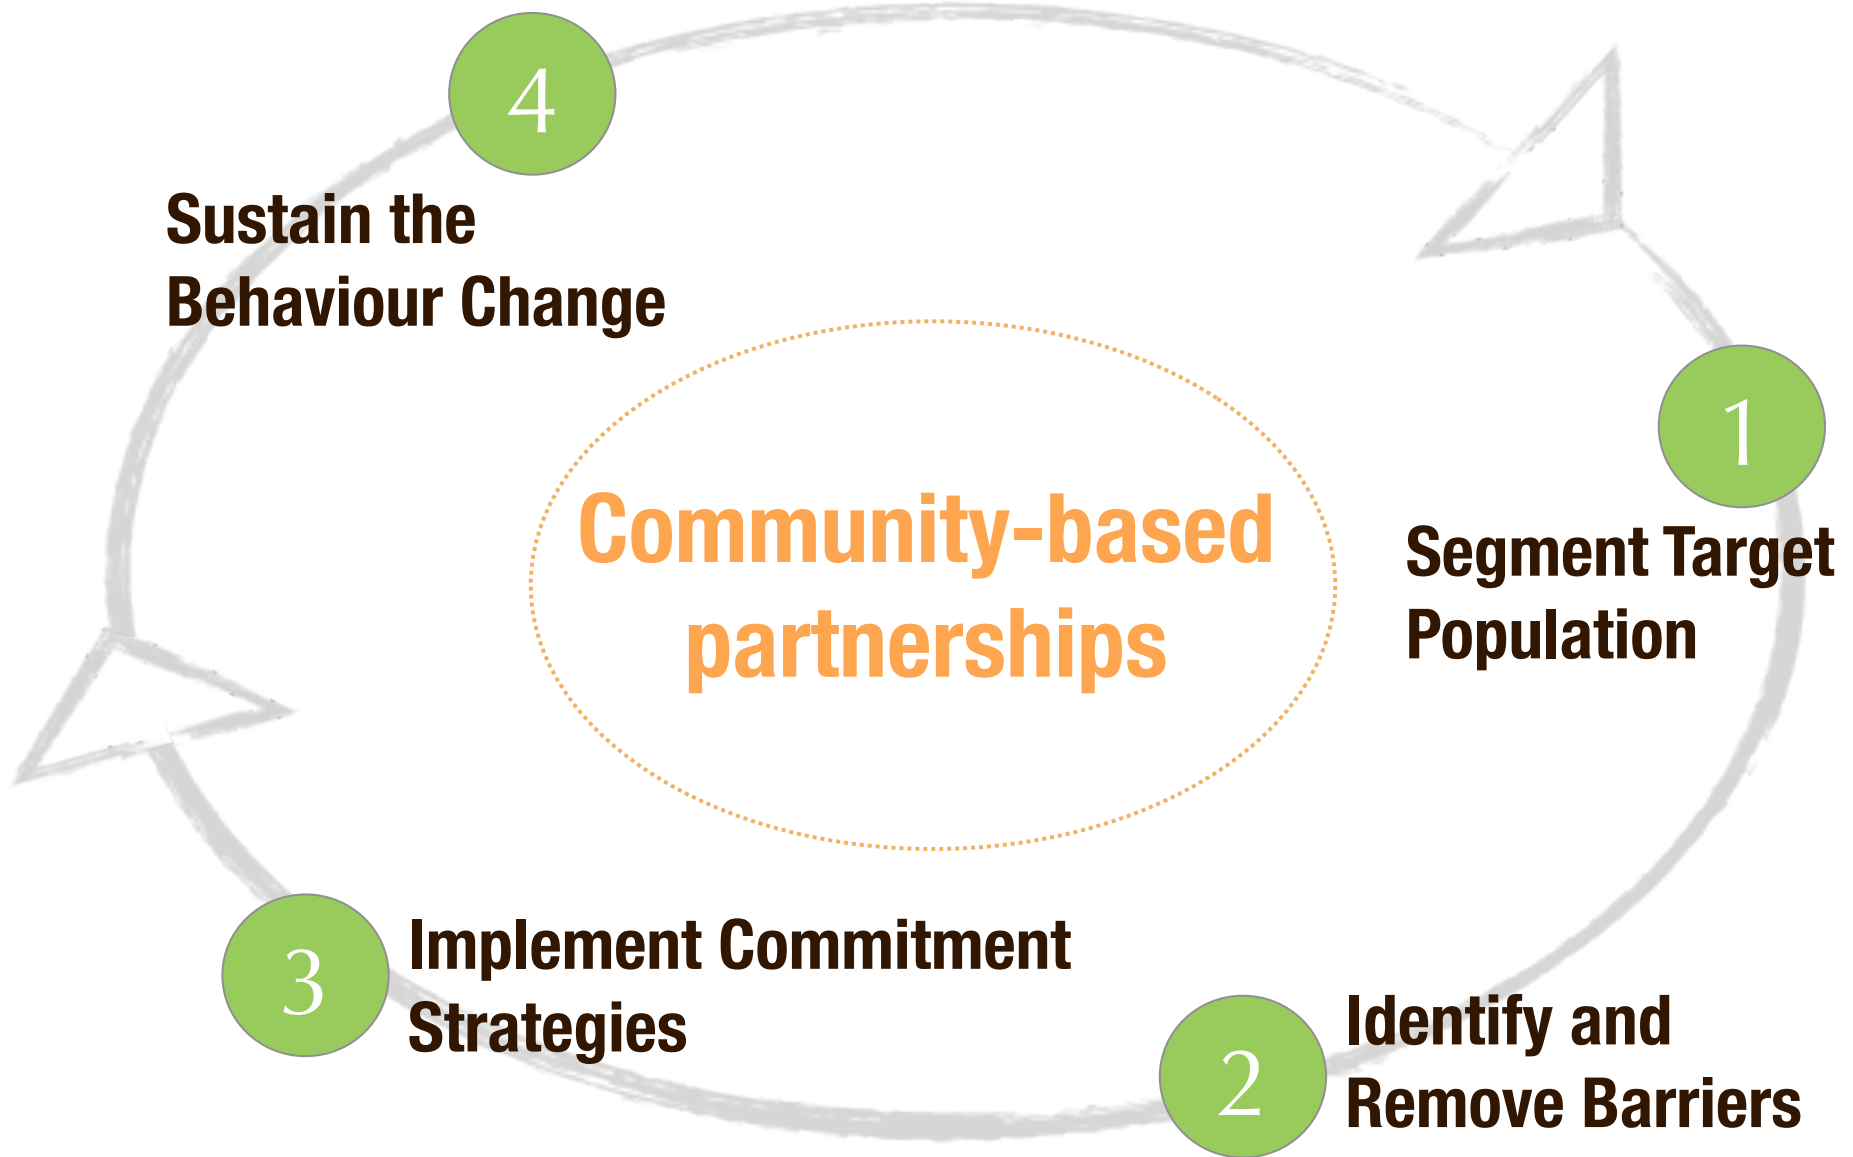 4
Sustain the
Behaviour Change
1
Segment Target
Population
Community-based
partnerships
3
Implement Commitment
Strategies
2
Identify and
Remove Barriers